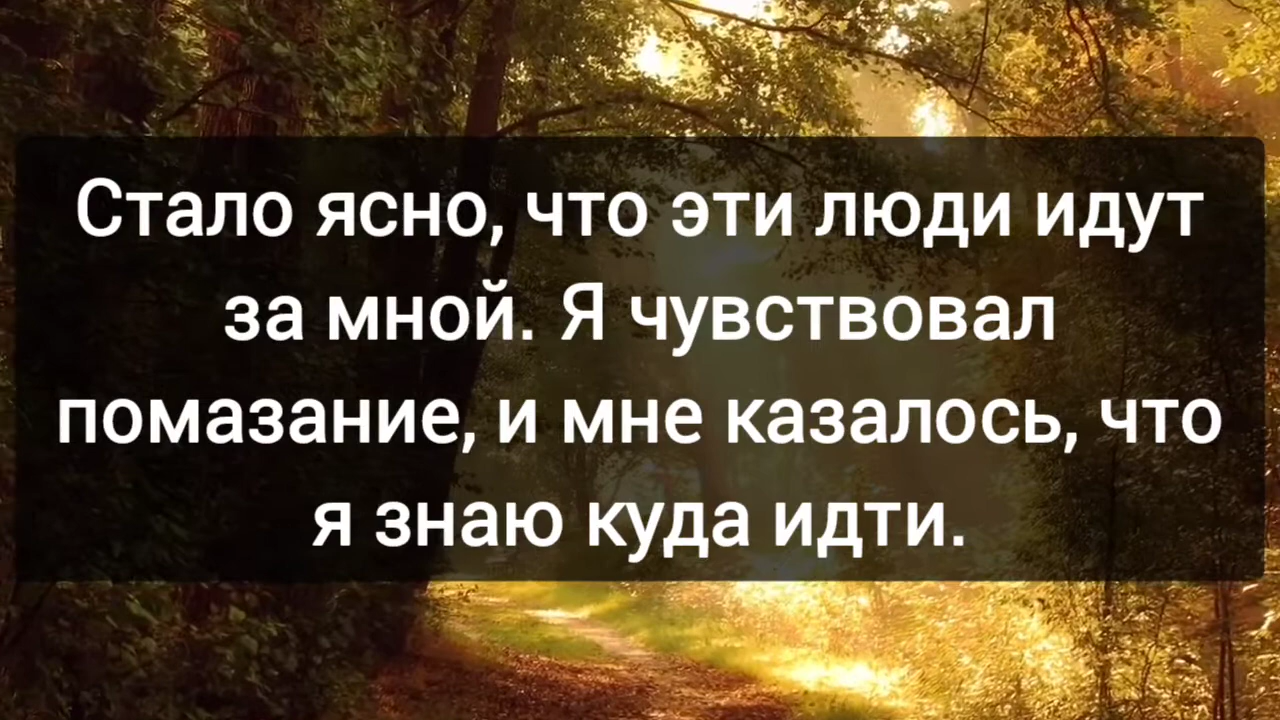 Стало ясно, что эти люди идут
за мной. Я чувствовал
помазание, и мне казалось, что
я знаю куда идти.